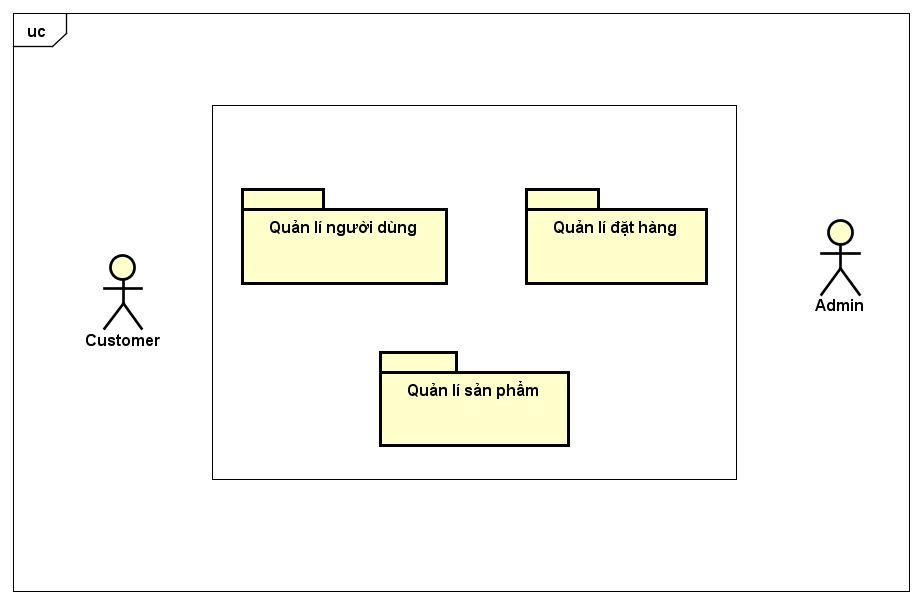 uc
Quản lí người dùng
Quản lí đặt hàng
Customer
Admin
Quản lí sản phẩm